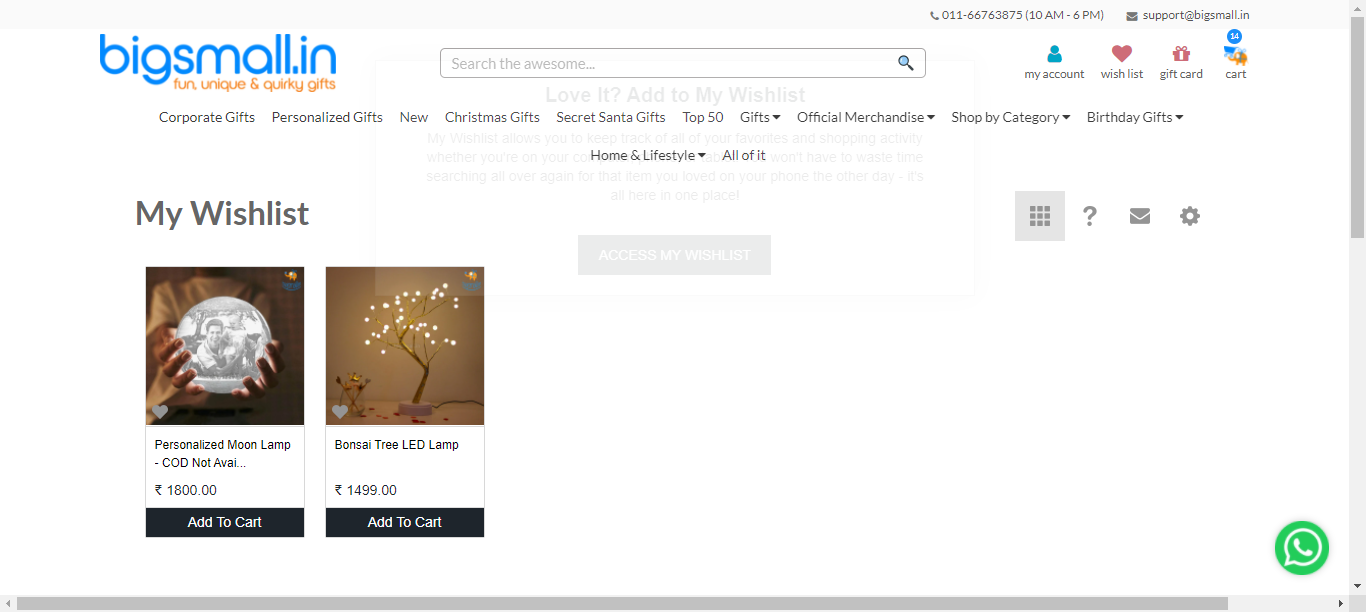 011-66763875 (10 AM - 6 PM) support@bigsmall.in
bigsmall.in
fun, unique & quirky gifts
Search the awesome...
14
my account wish list gift card cart
Love It? Add to My Wishlist
Corporate Gifts Personalized Gifts New Christmas Gifts Secret Santa Gifts Top 50 Gifts Official Merchandise Shop by Category Birthday Gifts
My Wishlist allows you to keep track of all of your favorites and shopping activity
whether you're on your
Home & Lifestyle All of it
won't have to waste time
searching all over again for that item you loved on your phone the other day - it's
all here in one place!
My Wishlist
?
ACCESS MY WISHLIST
Personalized Moon Lamp
- COD Not Avai...
₹ 1800.00
Add To Cart
Bonsai Tree LED Lamp
₹ 1499.00
Add To Cart